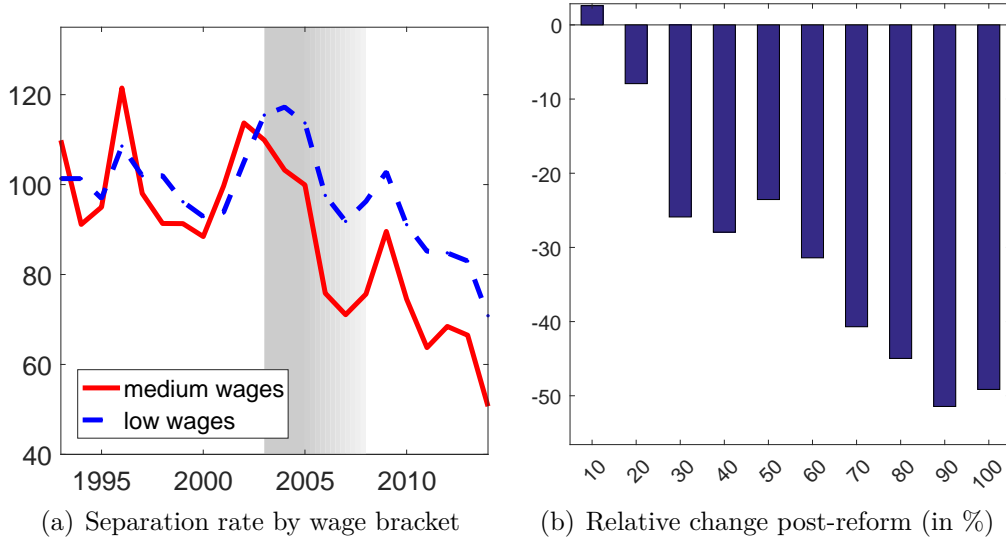 120
100
80
60
40
medium wages
low wages
1995 2000 2005 2010
(a) Separation rate by wage bracket
0
-10
-20
-30
-40
-50
10 20 30 40 50 60 70 80 90 100
(b) Relative change post-reform (in %)